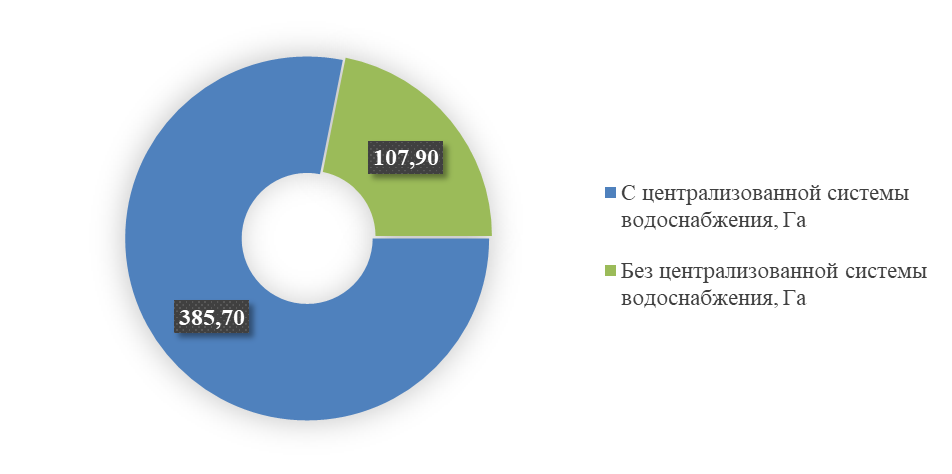 107,90
385,70
С централизованной системы
водоснабжения, Га
Без централизованной системы
водоснабжения, Га